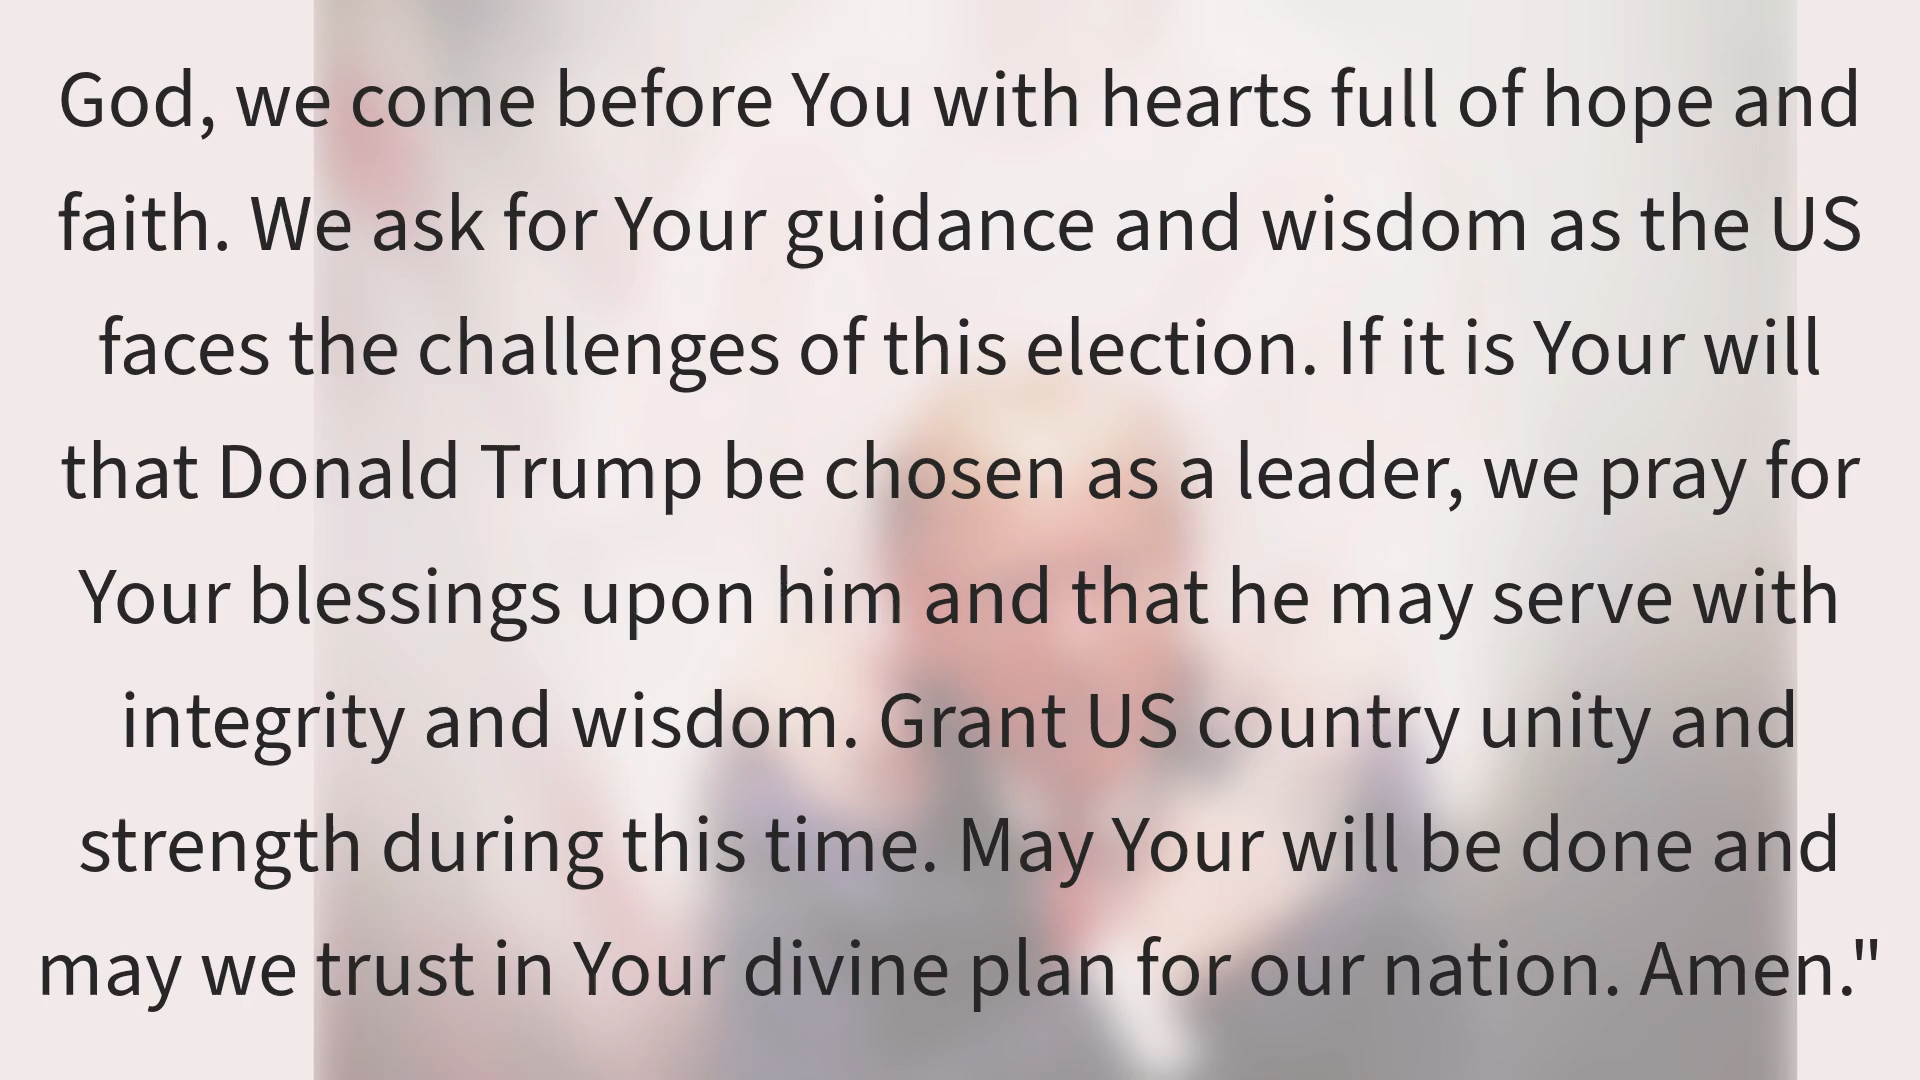 God, we come before You with hearts full of hope and
faith. We ask for Your guidance and wisdom as the US
faces the challenges of this election. If it is Your will
that Donald Trump be chosen as a leader, we pray for
Your blessings upon him and that he may serve with
integrity and wisdom. Grant US country unity and
strength during this time. May Your will be done and
may we trust in Your divine plan for our nation. Amen."